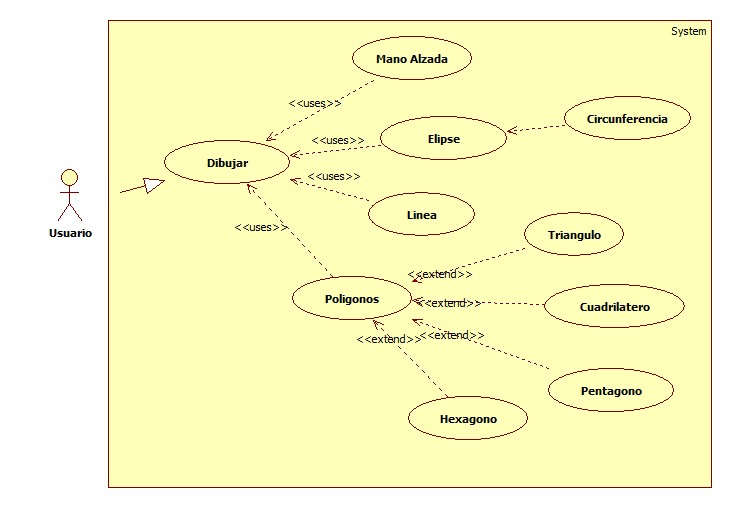 System
Mano Alzada
<<uses>>
Circunferencia
<<uses>>
Elipse
Dibujar
<<uses>>
Linea
Usuario
<<uses>>
Triangulo
<<extend>>
Poligonos
<<extend>>
Cuadrilatero
<<extend>>
<<extend>>
Pentagono
Hexagono